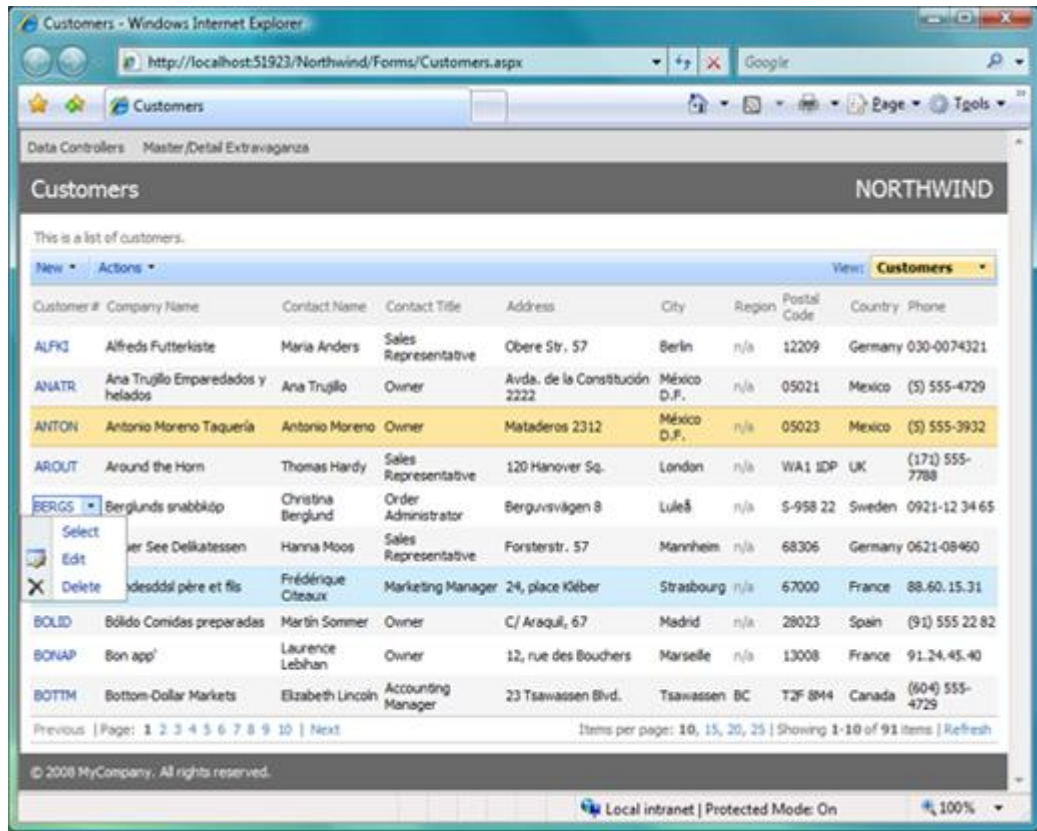 Customers - Windows Internet Explorer
http://localhost:51923/Northwind/Forms/Customers.aspx
Google
Customers
Page
Tools
Data Controllers Master/Detail Extravaganza
Customers
NORTHWIND
This is a list of customers.
New Actions View: Customers
Customer# Company Name Contact Name Contact Title Address City Region Postal Code Country Phone
ALFKI Alfreds Futterkiste Maria Anders Sales Representative Obere Str. 57 Berlin n/a 12209 Germany 030-0074321
ANATR Ana Trujillo Emparedados y helados Ana Trujillo Owner Avda. de la Constitución 2222 México D.F. n/a 05021 Mexico (5) 555-4729
ANTON Antonio Moreno Taquería Antonio Moreno Owner Mataderos 2312 México D.F. n/a 05023 Mexico (5) 555-3932
AROUT Around the Horn Thomas Hardy Sales Representative 120 Hanover Sq. London n/a WA1 1DP UK (171) 555-7788
BERGS Berglunds snabbköp Christina Berglund Order Administrator Berguvsvägen 8 Luleå n/a S-958 22 Sweden 0921-12 34 65
Select
Edit
Delete
uer See Delikatessen Hanna Moos Sales Representative Forsterstr. 57 Mannheim n/a 68306 Germany 0621-08460
ndesddsl père et fils Frédérique Citeaux Marketing Manager 24, place Kléber Strasbourg n/a 67000 France 88.60.15.31
BOLID Bólido Comidas preparadas Martín Sommer Owner C/ Araquil, 67 Madrid n/a 28023 Spain (91) 555 22 82
BONAP Bon app' Laurence Lebihan Owner 12, rue des Bouchers Marseille n/a 13008 France 91.24.45.40
BOTTM Bottom-Dollar Markets Elizabeth Lincoln Accounting Manager 23 Tsawassen Blvd. Tsawassen BC T2F 8M4 Canada (604) 555-4729
Previous | Page: 1 2 3 4 5 6 7 8 9 10 | Next Items per page: 10, 15, 20, 25 | Showing 1-10 of 91 items | Refresh
© 2008 MyCompany. All rights reserved.
Local intranet | Protected Mode: On 100%